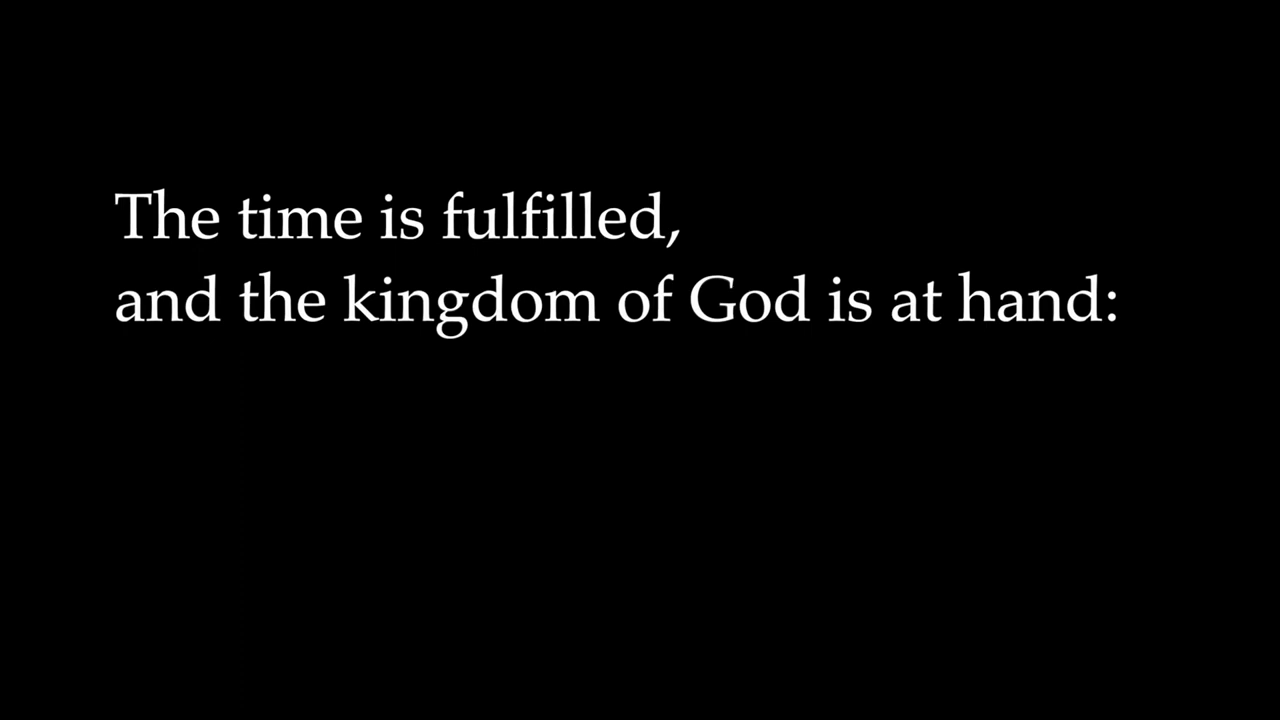 The time is fulfilled,
and the kingdom of God is at hand: